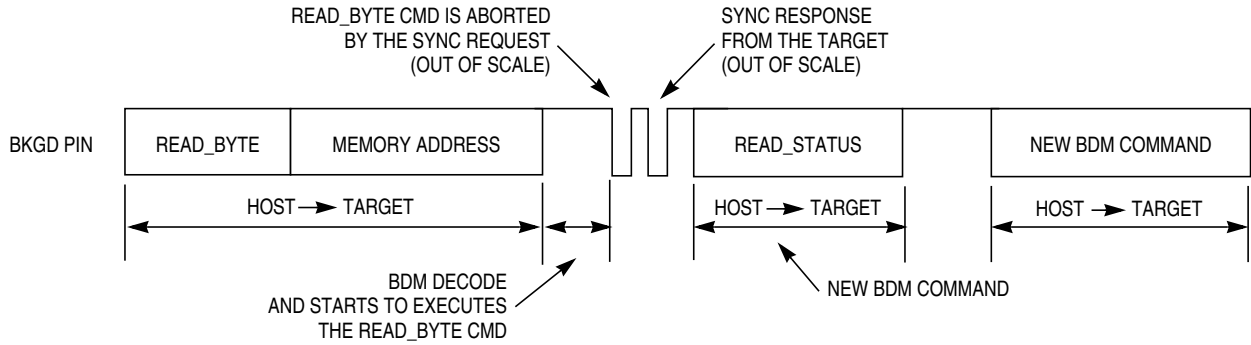 READ_BYTE CMD IS ABORTED
BY THE SYNC REQUEST
(OUT OF SCALE)
SYNC RESPONSE
FROM THE TARGET
(OUT OF SCALE)
BKGD PIN
READ_BYTE
MEMORY ADDRESS
READ_STATUS
NEW BDM COMMAND
HOST → TARGET
HOST → TARGET
HOST → TARGET
BDM DECODE
AND STARTS TO EXECUTES
THE READ_BYTE CMD
NEW BDM COMMAND